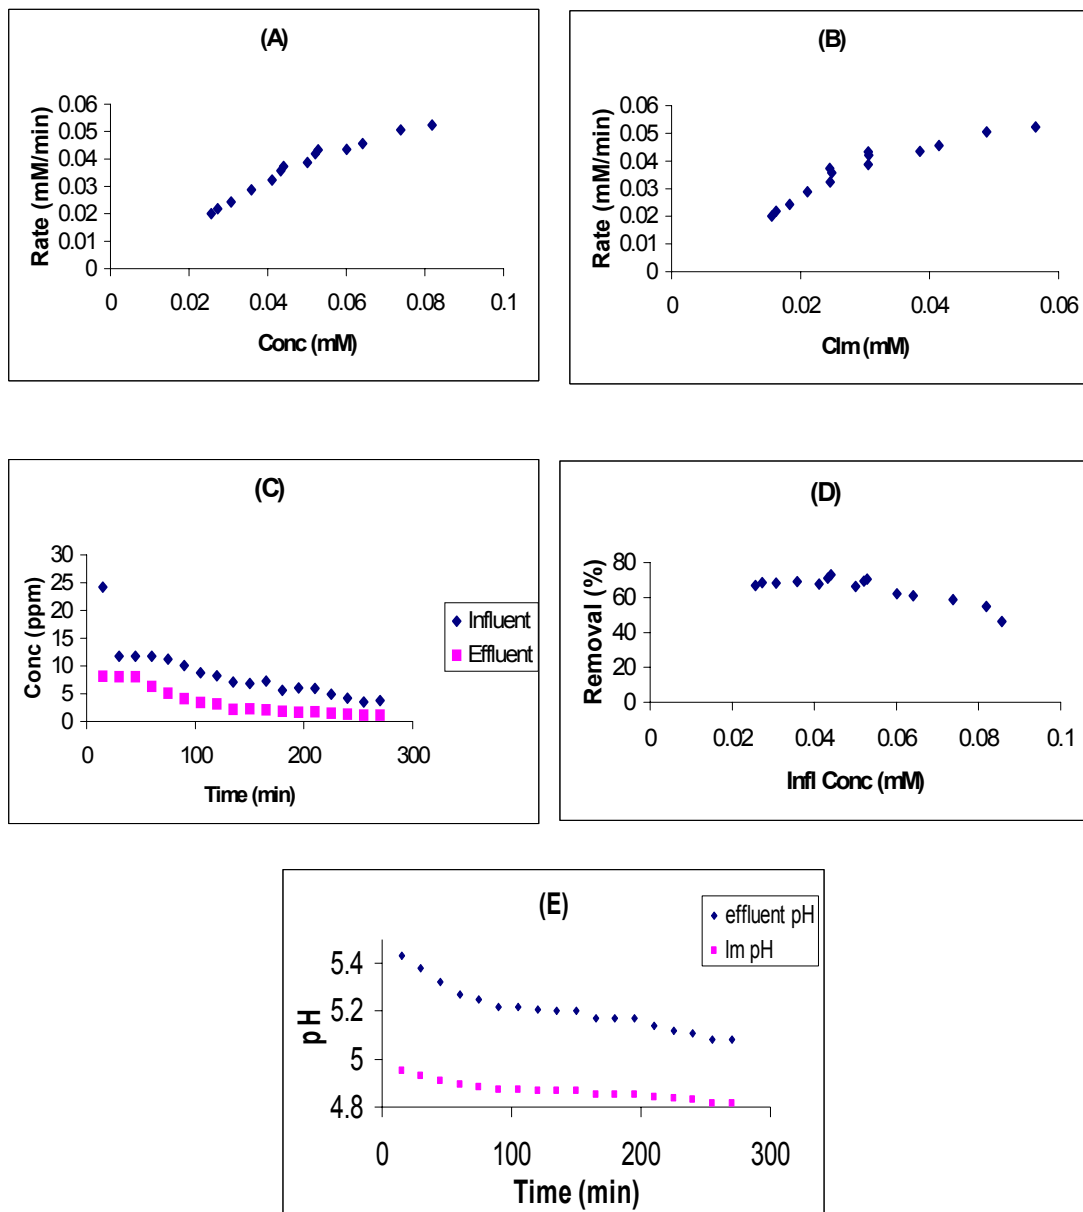 (A)
Rate (mM/min)
0.06
0.05
0.04
0.03
0.02
0.01
0
0 0.02 0.04 0.06 0.08 0.1
Conc (mM)
(B)
Rate (mM/min)
0.06
0.05
0.04
0.03
0.02
0.01
0
0 0.02 0.04 0.06
Clm (mM)
(C)
Conc (ppm)
30
25
20
15
10
5
0
0 100 200 300
Time (min)
Influent
Effluent
(D)
Removal (%)
80
60
40
20
0
0 0.02 0.04 0.06 0.08 0.1
Infl Conc (mM)
(E)
effluent pH
lm pH
pH
5.4
5.2
5
4.8
0 100 200 300
Time (min)